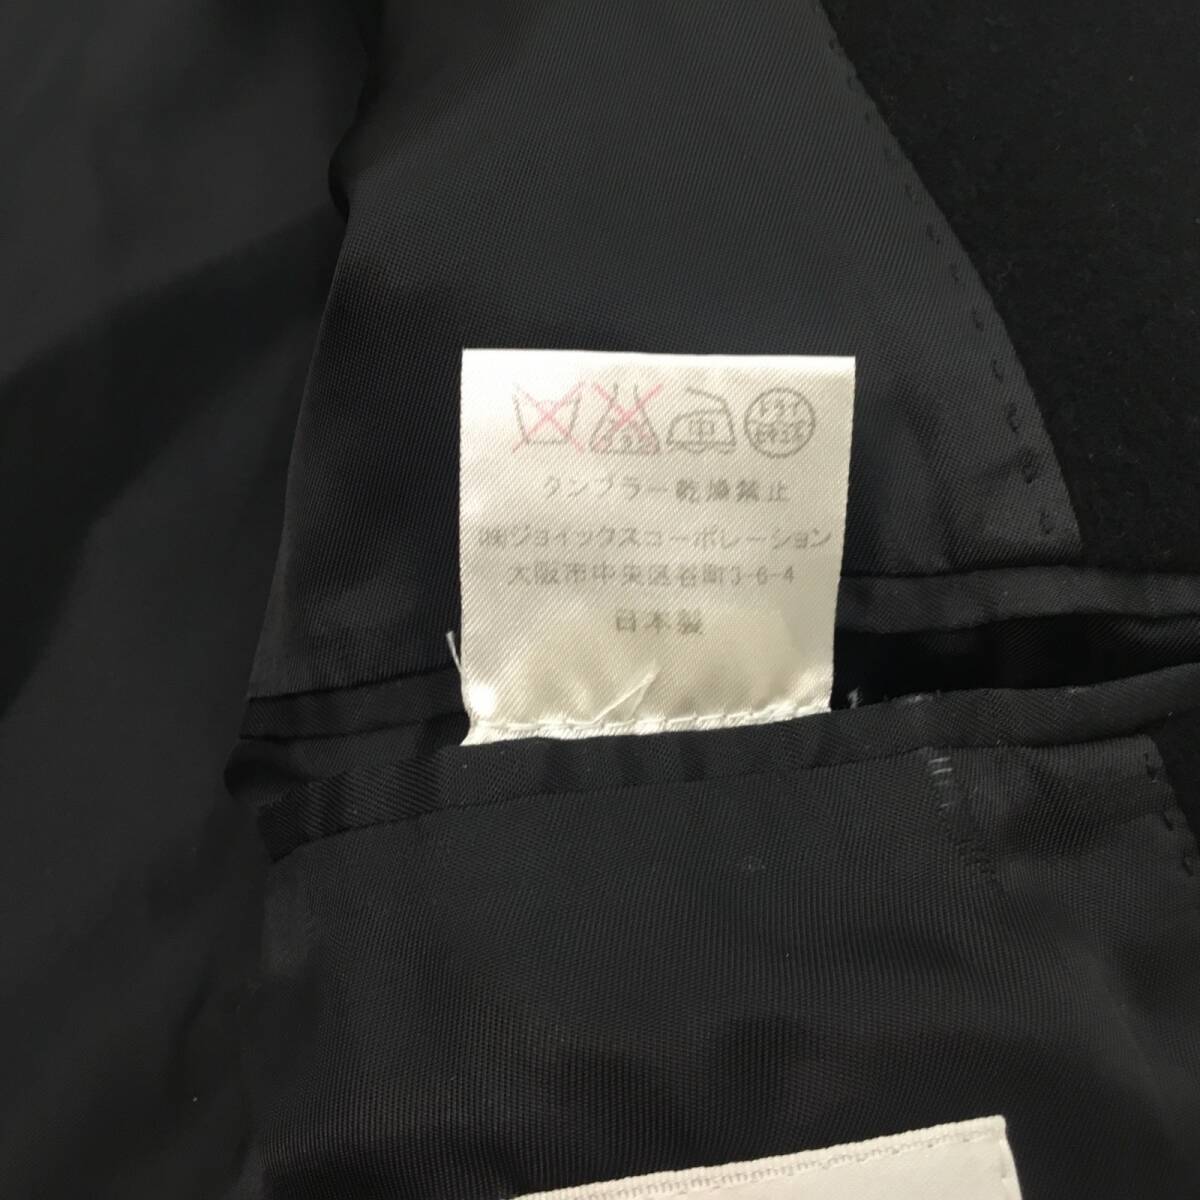 中
タンブラー乾燥禁止
㈱ジョイックスコーポレーション
大阪市中央区谷町3-6-4
日本製